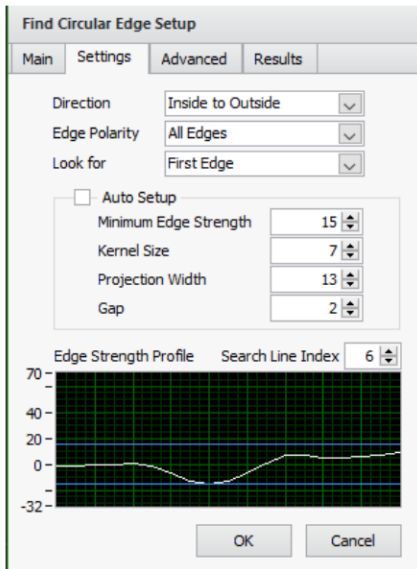 Find Circular Edge Setup
Main Settings Advanced Results
Direction Inside to Outside
Edge Polarity All Edges
Look for First Edge
Auto Setup
Minimum Edge Strength 15
Kernel Size 7
Projection Width 13
Gap 2
Edge Strength Profile Search Line Index 6
70
40
20
0
-32
OK Cancel